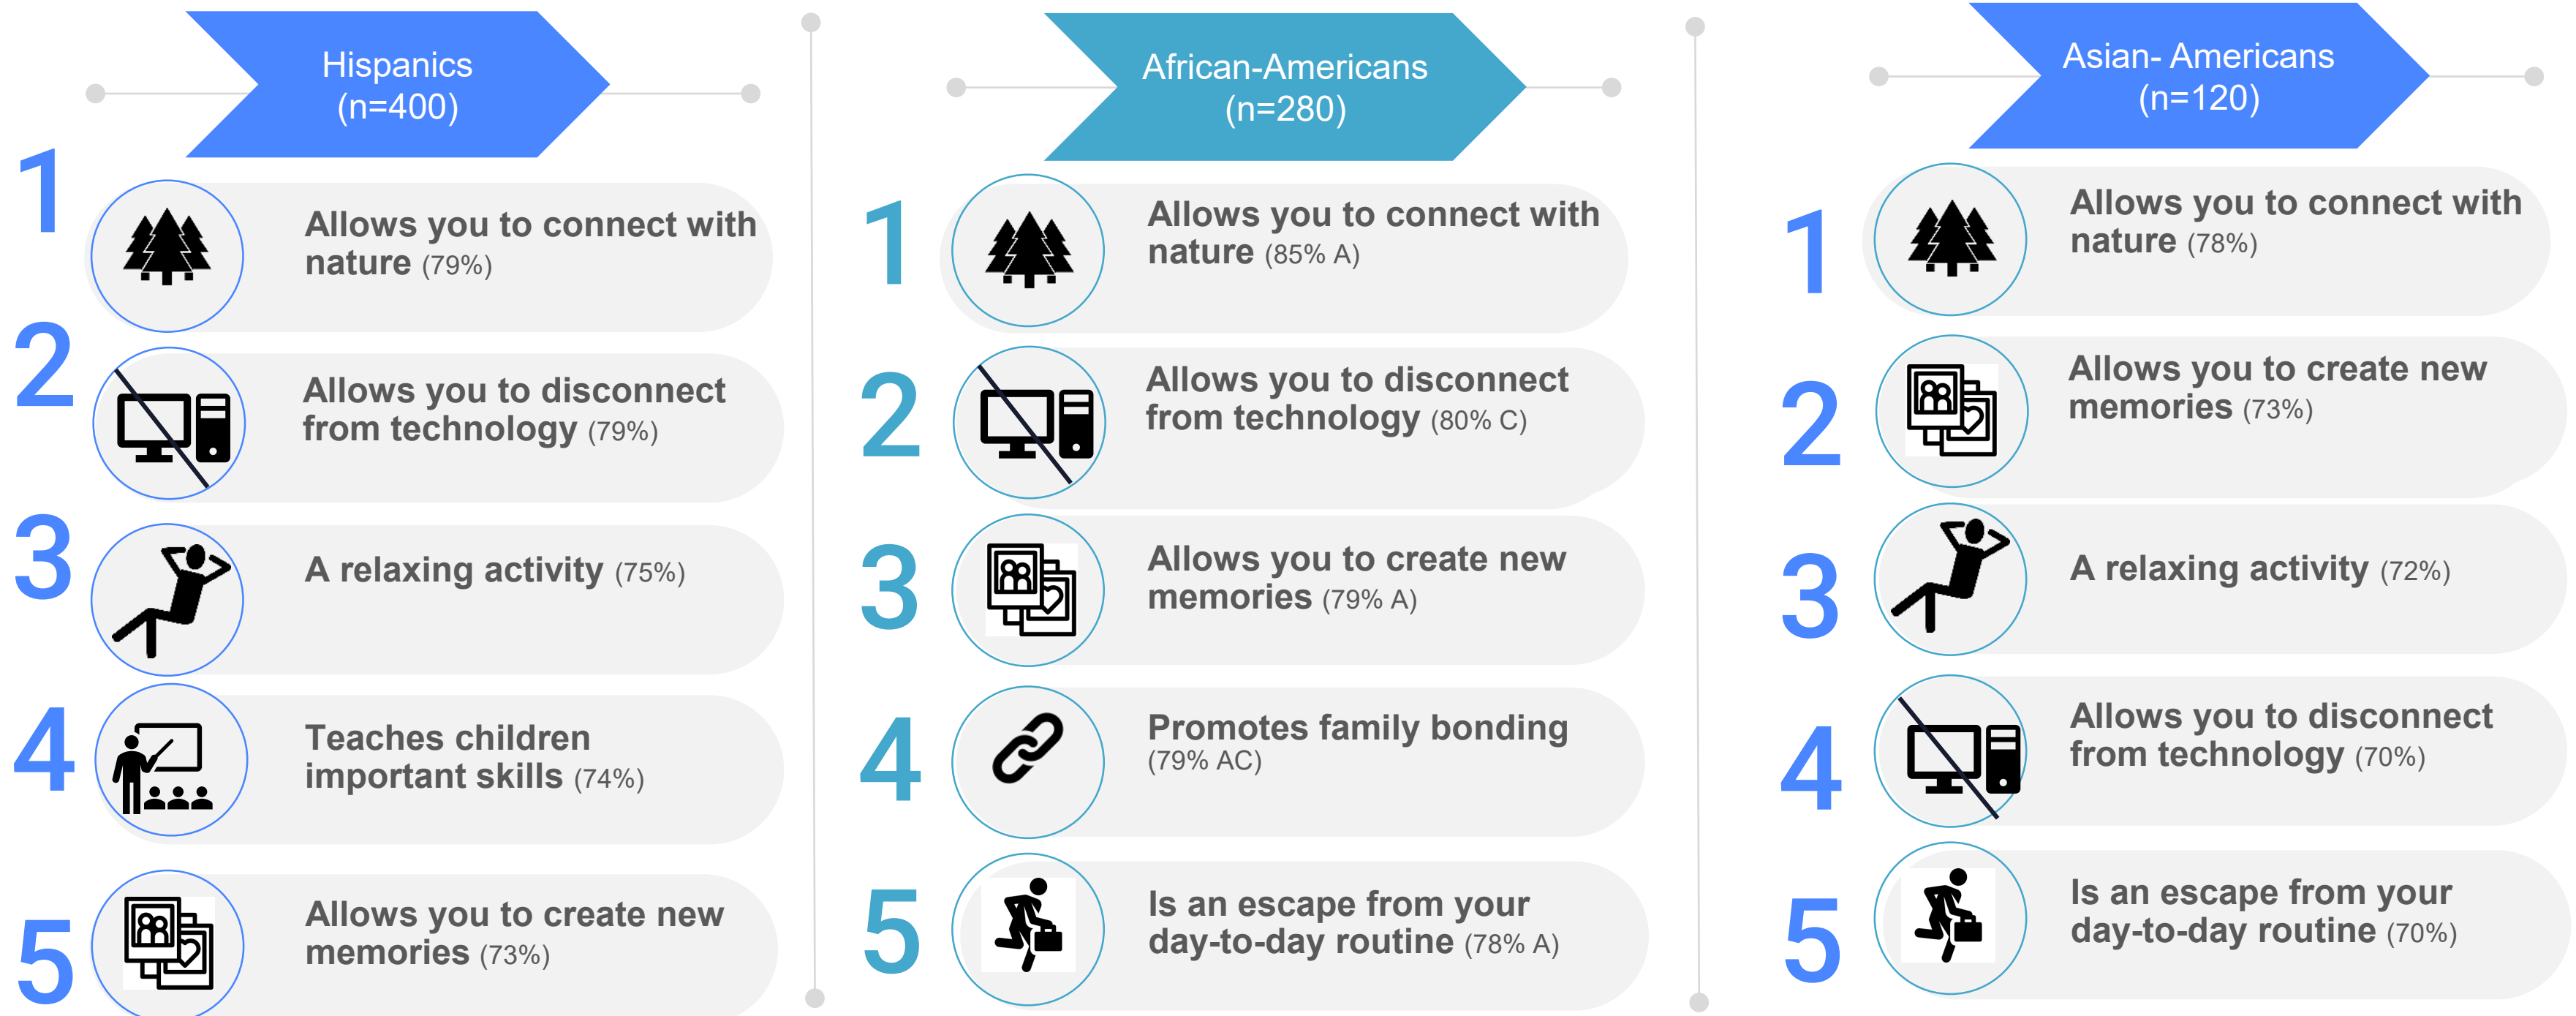 Hispanics
(n=400)
1
Allows you to connect with
nature (79%)
2
Allows you to disconnect
from technology (79%)
3
A relaxing activity (75%)
4
Teaches children
important skills (74%)
5
Allows you to create new
memories (73%)
African-Americans
(n=280)
1
Allows you to connect with
nature (85% A)
2
Allows you to disconnect
from technology (80% C)
3
Allows you to create new
memories (79% A)
4
Promotes family bonding
(79% AC)
5
Is an escape from your
day-to-day routine (78% A)
Asian- Americans
(n=120)
1
Allows you to connect with
nature (78%)
2
Allows you to create new
memories (73%)
3
A relaxing activity (72%)
4
Allows you to disconnect
from technology (70%)
5
Is an escape from your
day-to-day routine (70%)